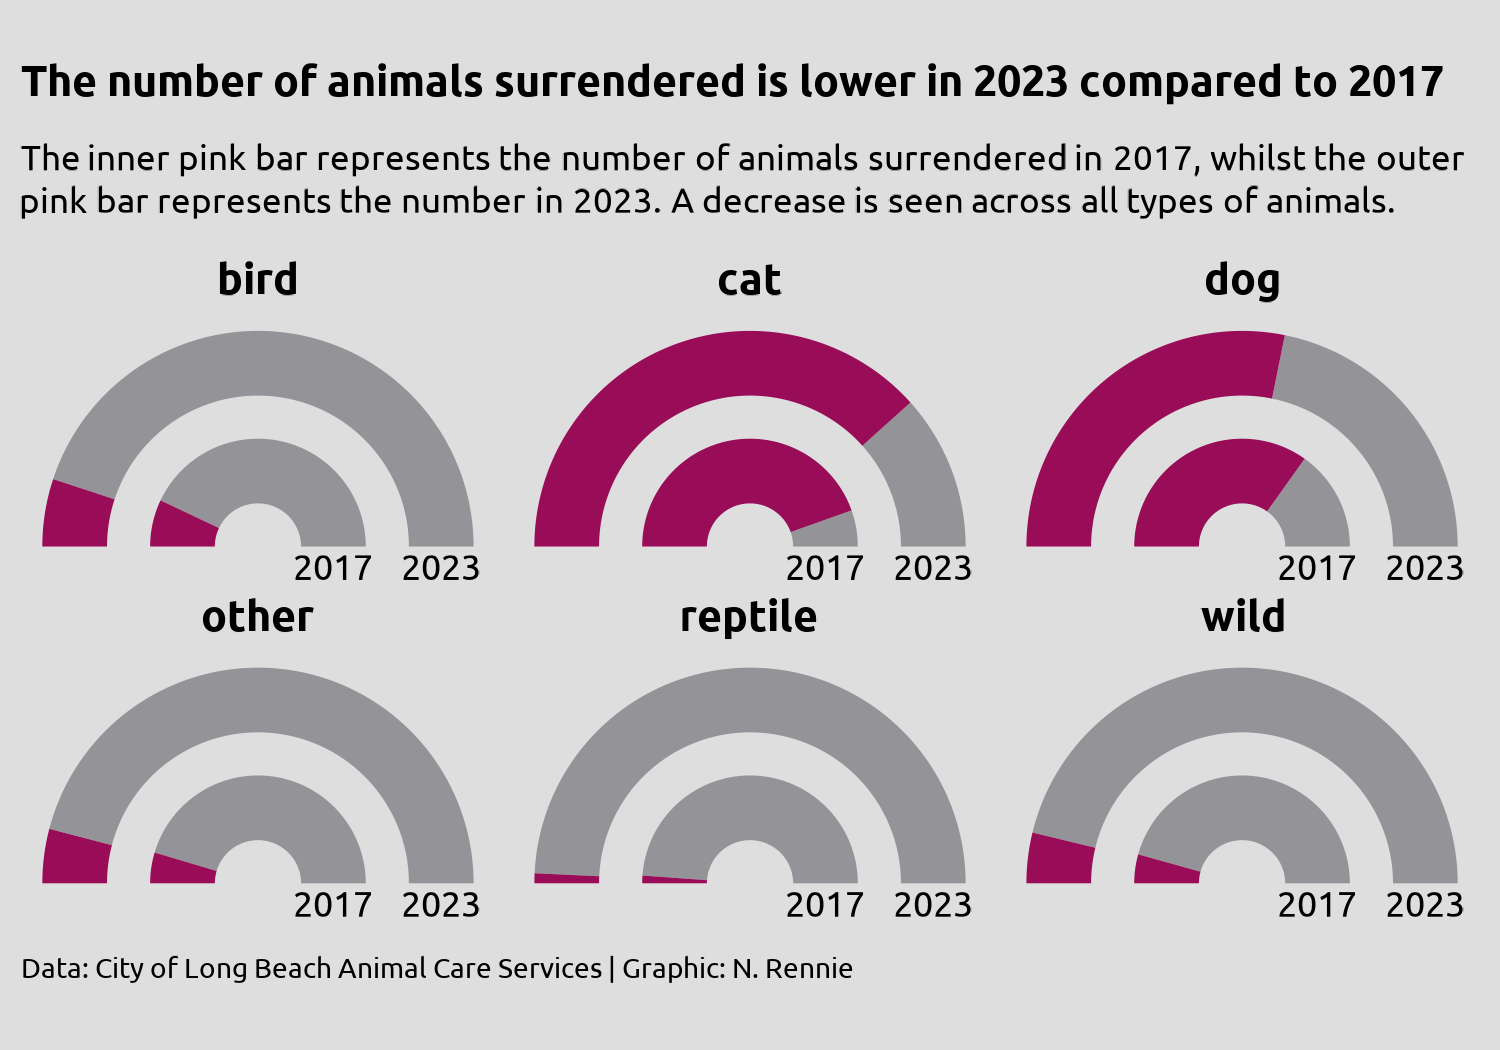 The number of animals surrendered is lower in 2023 compared to 2017
The inner pink bar represents the number of animals surrendered in 2017, whilst the outer
pink bar represents the number in 2023. A decrease is seen across all types of animals.
bird
cat
dog
2017 2023
2017 2023
2017 2023
other
reptile
wild
2017 2023
2017 2023
2017 2023
Data: City of Long Beach Animal Care Services | Graphic: N. Rennie